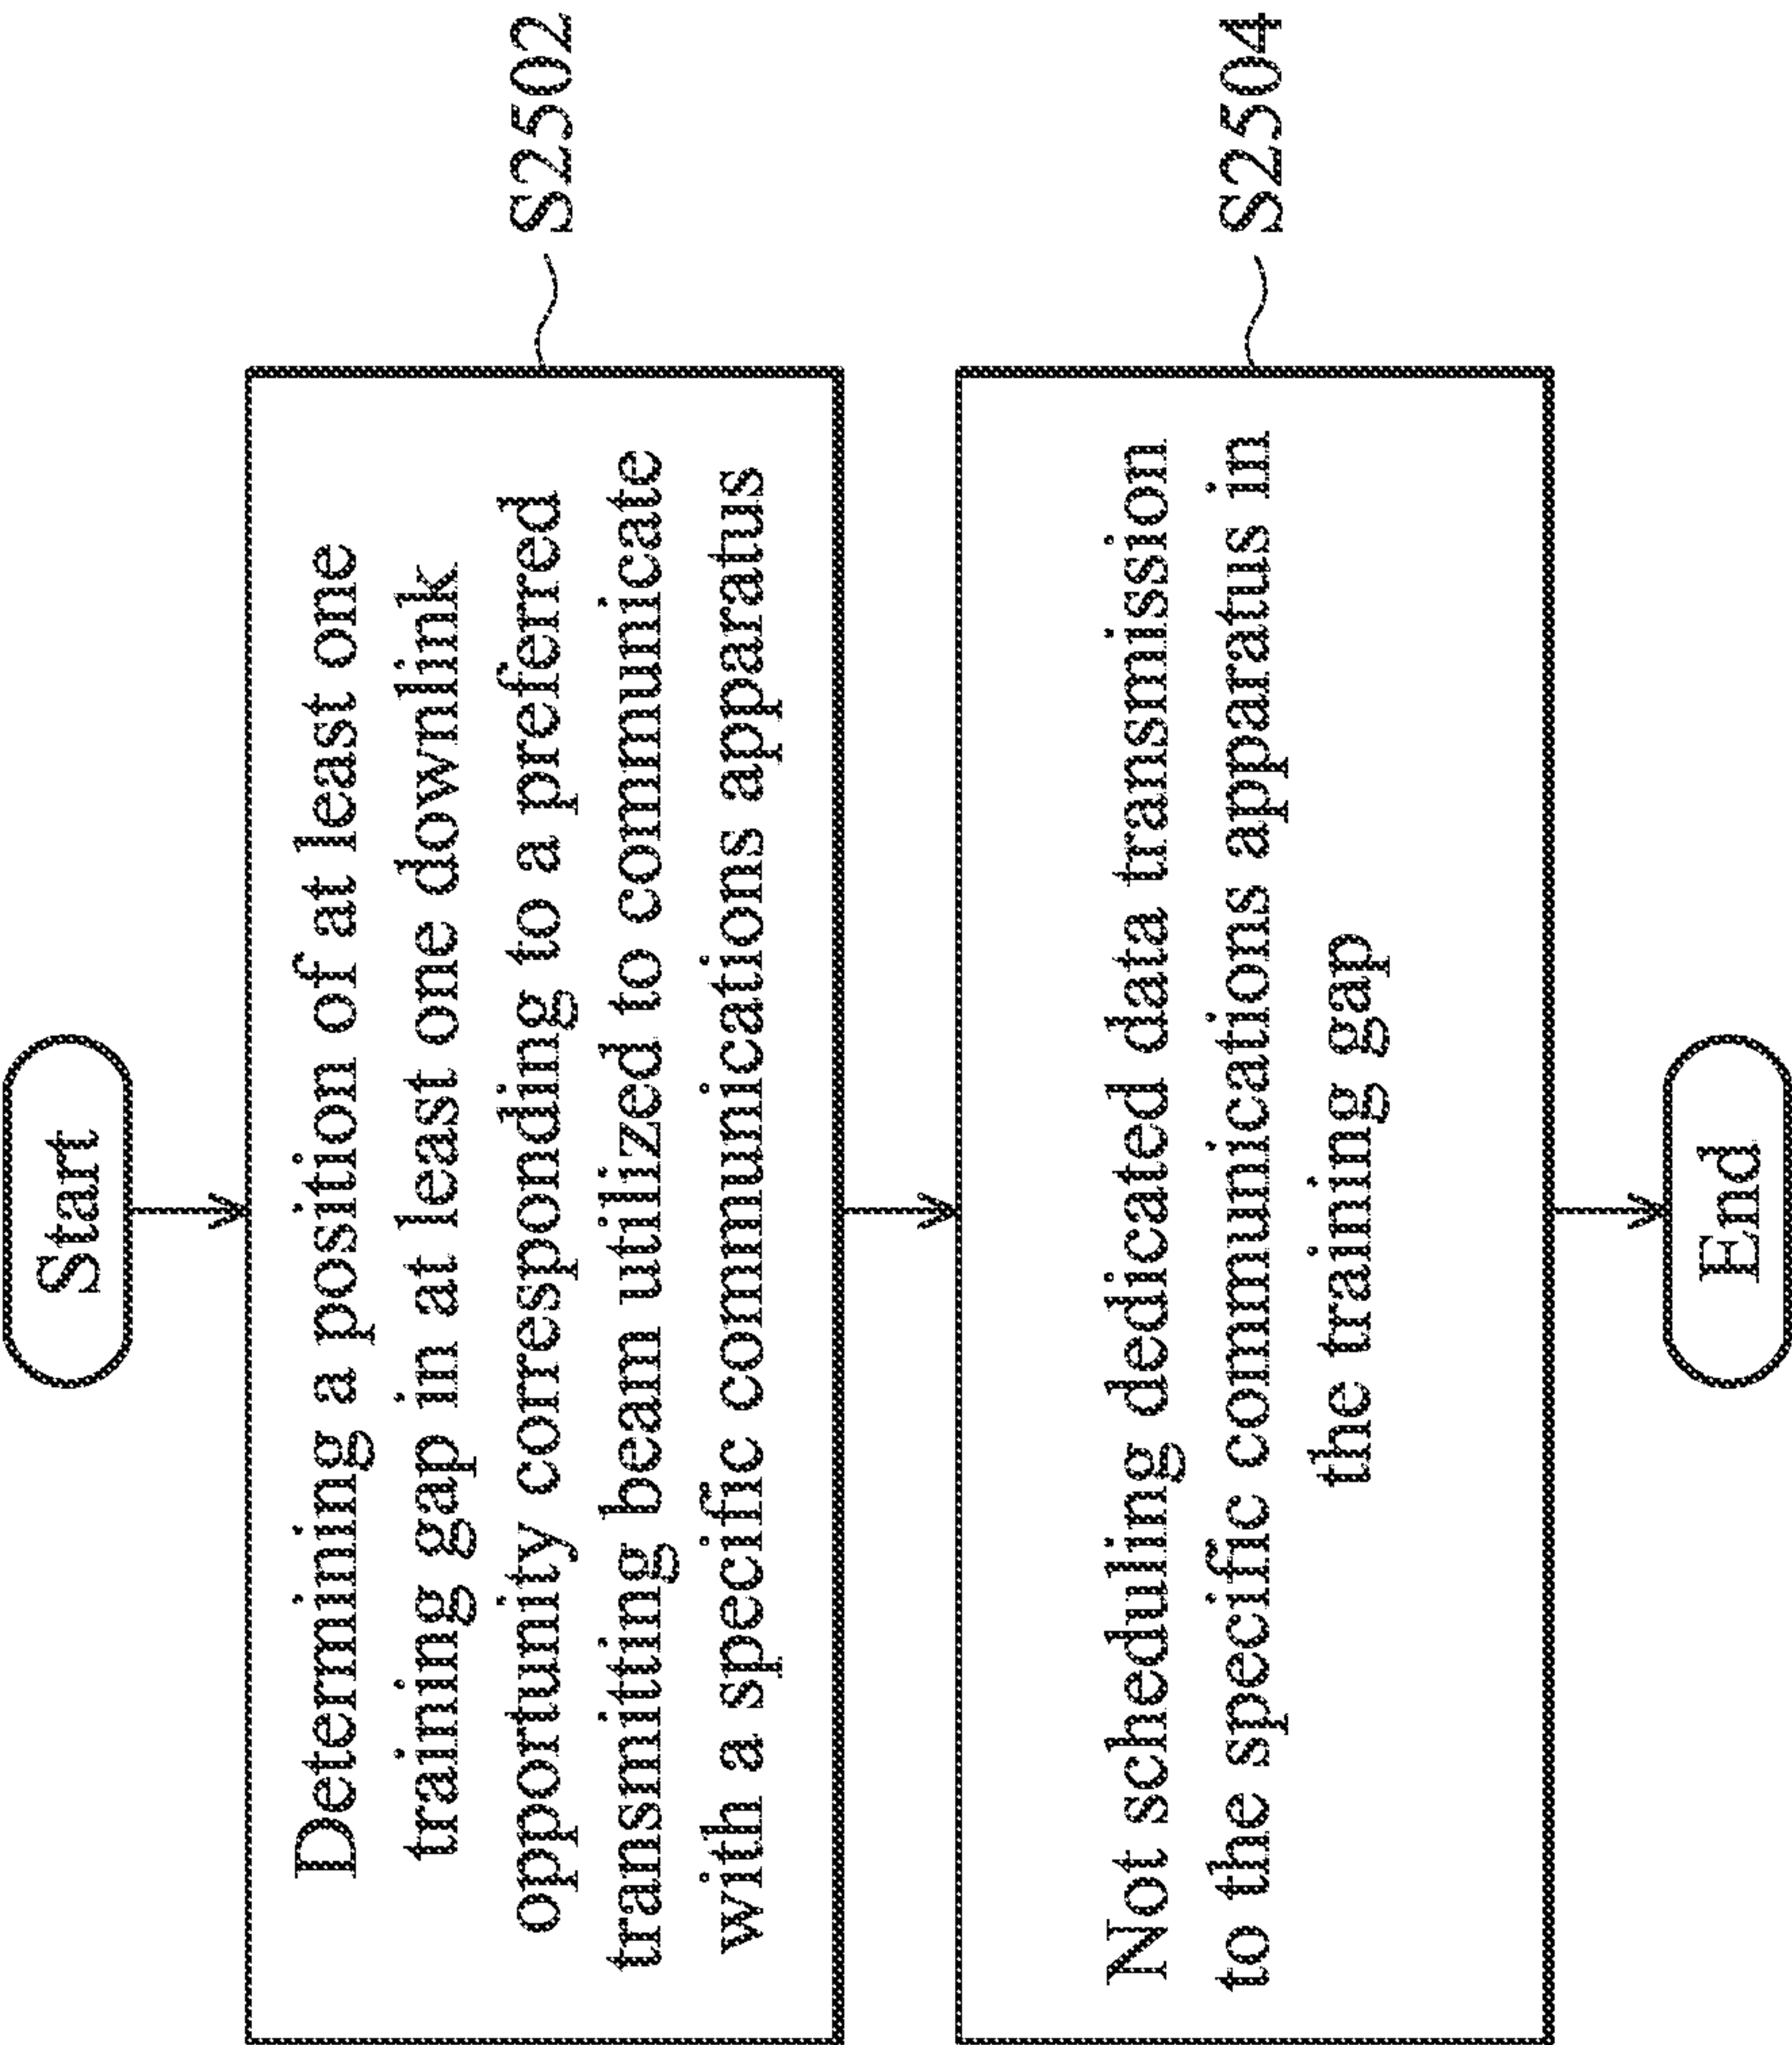 Start
Determining a position of at least one
training gap in at least one downlink
opportunity corresponding to a preferred
transmitting beam utilized to communicate
with a specific communications apparatus
S2502
Not scheduling dedicated data transmission
to the specific communications apparatus in
the training gap
S2504
End